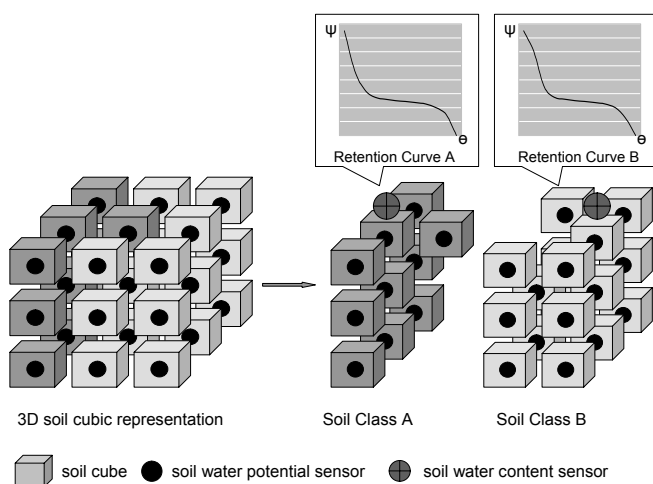 Ψ
Θ
Retention Curve A
Ψ
Θ
Retention Curve B
3D soil cubic representation
Soil Class A
Soil Class B
soil cube
soil water potential sensor
soil water content sensor